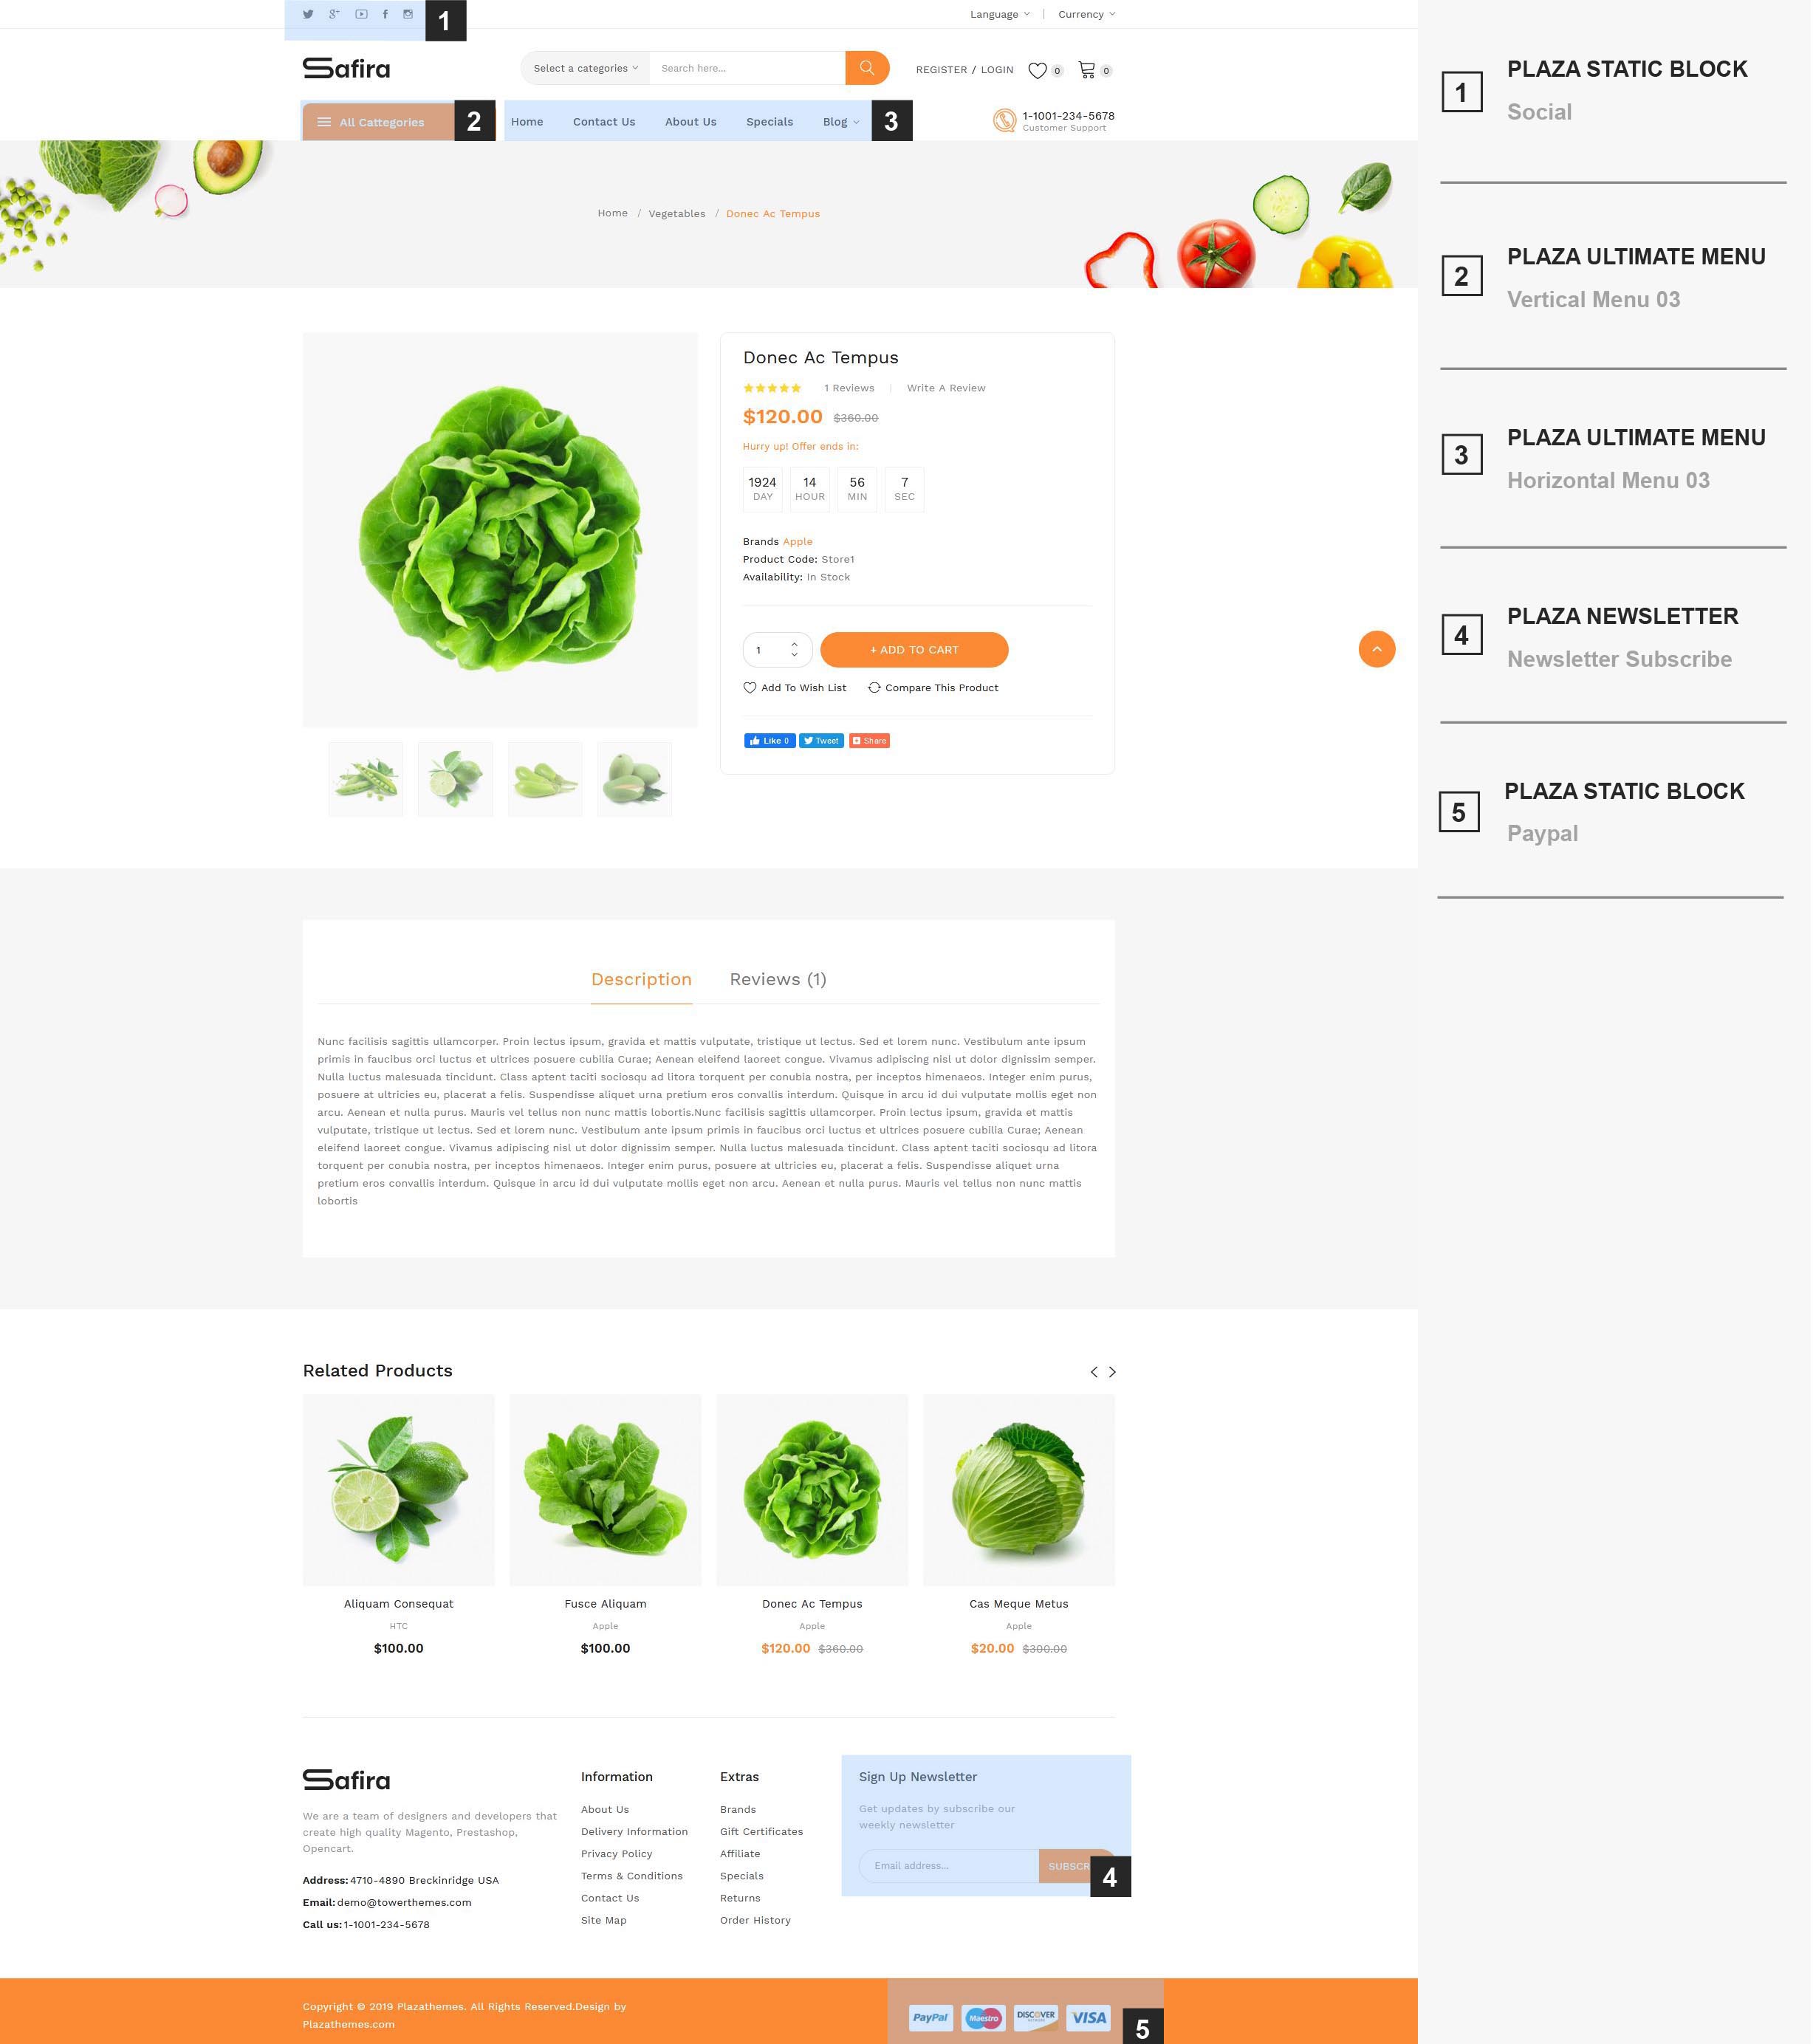 1
Language
Currency
Safira
Select a categories
Search here...
REGISTER / LOGIN
0
0
All Cattegories
2
Home
Contact Us
About Us
Specials
Blog
3
1-1001-234-5678
Customer Support
Home / Vegetables / Donec Ac Tempus
Donec Ac Tempus
1 Reviews | Write A Review
$120.00 $360.00
Hurry up! Offer ends in:
1924 14 56 7
DAY HOUR MIN SEC
Brands Apple
Product Code: Store1
Availability: In Stock
1
+ ADD TO CART
Add To Wish List
Compare This Product
Like 0
Tweet
Share
Description
Reviews (1)
Nunc facilisis sagittis ullamcorper. Proin lectus ipsum, gravida et mattis vulputate, tristique ut lectus. Sed et lorem nunc. Vestibulum ante ipsum
primis in faucibus orci luctus et ultrices posuere cubilia Curae; Aenean eleifend laoreet congue. Vivamus adipiscing nisl ut dolor dignissim semper.
Nulla luctus malesuada tincidunt. Class aptent taciti sociosqu ad litora torquent per conubia nostra, per inceptos himenaeos. Integer enim purus,
posuere at ultricies eu, placerat a felis. Suspendisse aliquet urna pretium eros convallis interdum. Quisque in arcu id dui vulputate mollis eget non
arcu. Aenean et nulla purus. Mauris vel tellus non nunc mattis lobortis.Nunc facilisis sagittis ullamcorper. Proin lectus ipsum, gravida et mattis
vulputate, tristique ut lectus. Sed et lorem nunc. Vestibulum ante ipsum primis in faucibus orci luctus et ultrices posuere cubilia Curae; Aenean
eleifend laoreet congue. Vivamus adipiscing nisl ut dolor dignissim semper. Nulla luctus malesuada tincidunt. Class aptent taciti sociosqu ad litora
torquent per conubia nostra, per inceptos himenaeos. Integer enim purus, posuere at ultricies eu, placerat a felis. Suspendisse aliquet urna
pretium eros convallis interdum. Quisque in arcu id dui vulputate mollis eget non arcu. Aenean et nulla purus. Mauris vel tellus non nunc mattis
lobortis
Related Products
Aliquam Consequat
HTC
$100.00
Fusce Aliquam
Apple
$100.00
Donec Ac Tempus
Apple
$120.00 $360.00
Cas Meque Metus
Apple
$20.00 $300.00
Safira
We are a team of designers and developers that
create high quality Magento, Prestashop,
Opencart.
Address: 4710-4890 Breckinridge USA
Email: demo@towerthemes.com
Call us: 1-1001-234-5678
Information
About Us
Delivery Information
Privacy Policy
Terms & Conditions
Contact Us
Site Map
Extras
Brands
Gift Certificates
Affiliate
Specials
Returns
Order History
Sign Up Newsletter
Get updates by subscribe our
weekly newsletter
Email address...
SUBSCR
4
Copyright © 2019 Plazathemes. All Rights Reserved.Design by
Plazathemes.com
PayPal
Maestro
DISCOVER
NETWORK
VISA
5
1
PLAZA STATIC BLOCK
Social
2
PLAZA ULTIMATE MENU
Vertical Menu 03
3
PLAZA ULTIMATE MENU
Horizontal Menu 03
4
PLAZA NEWSLETTER
Newsletter Subscribe
5
PLAZA STATIC BLOCK
Paypal